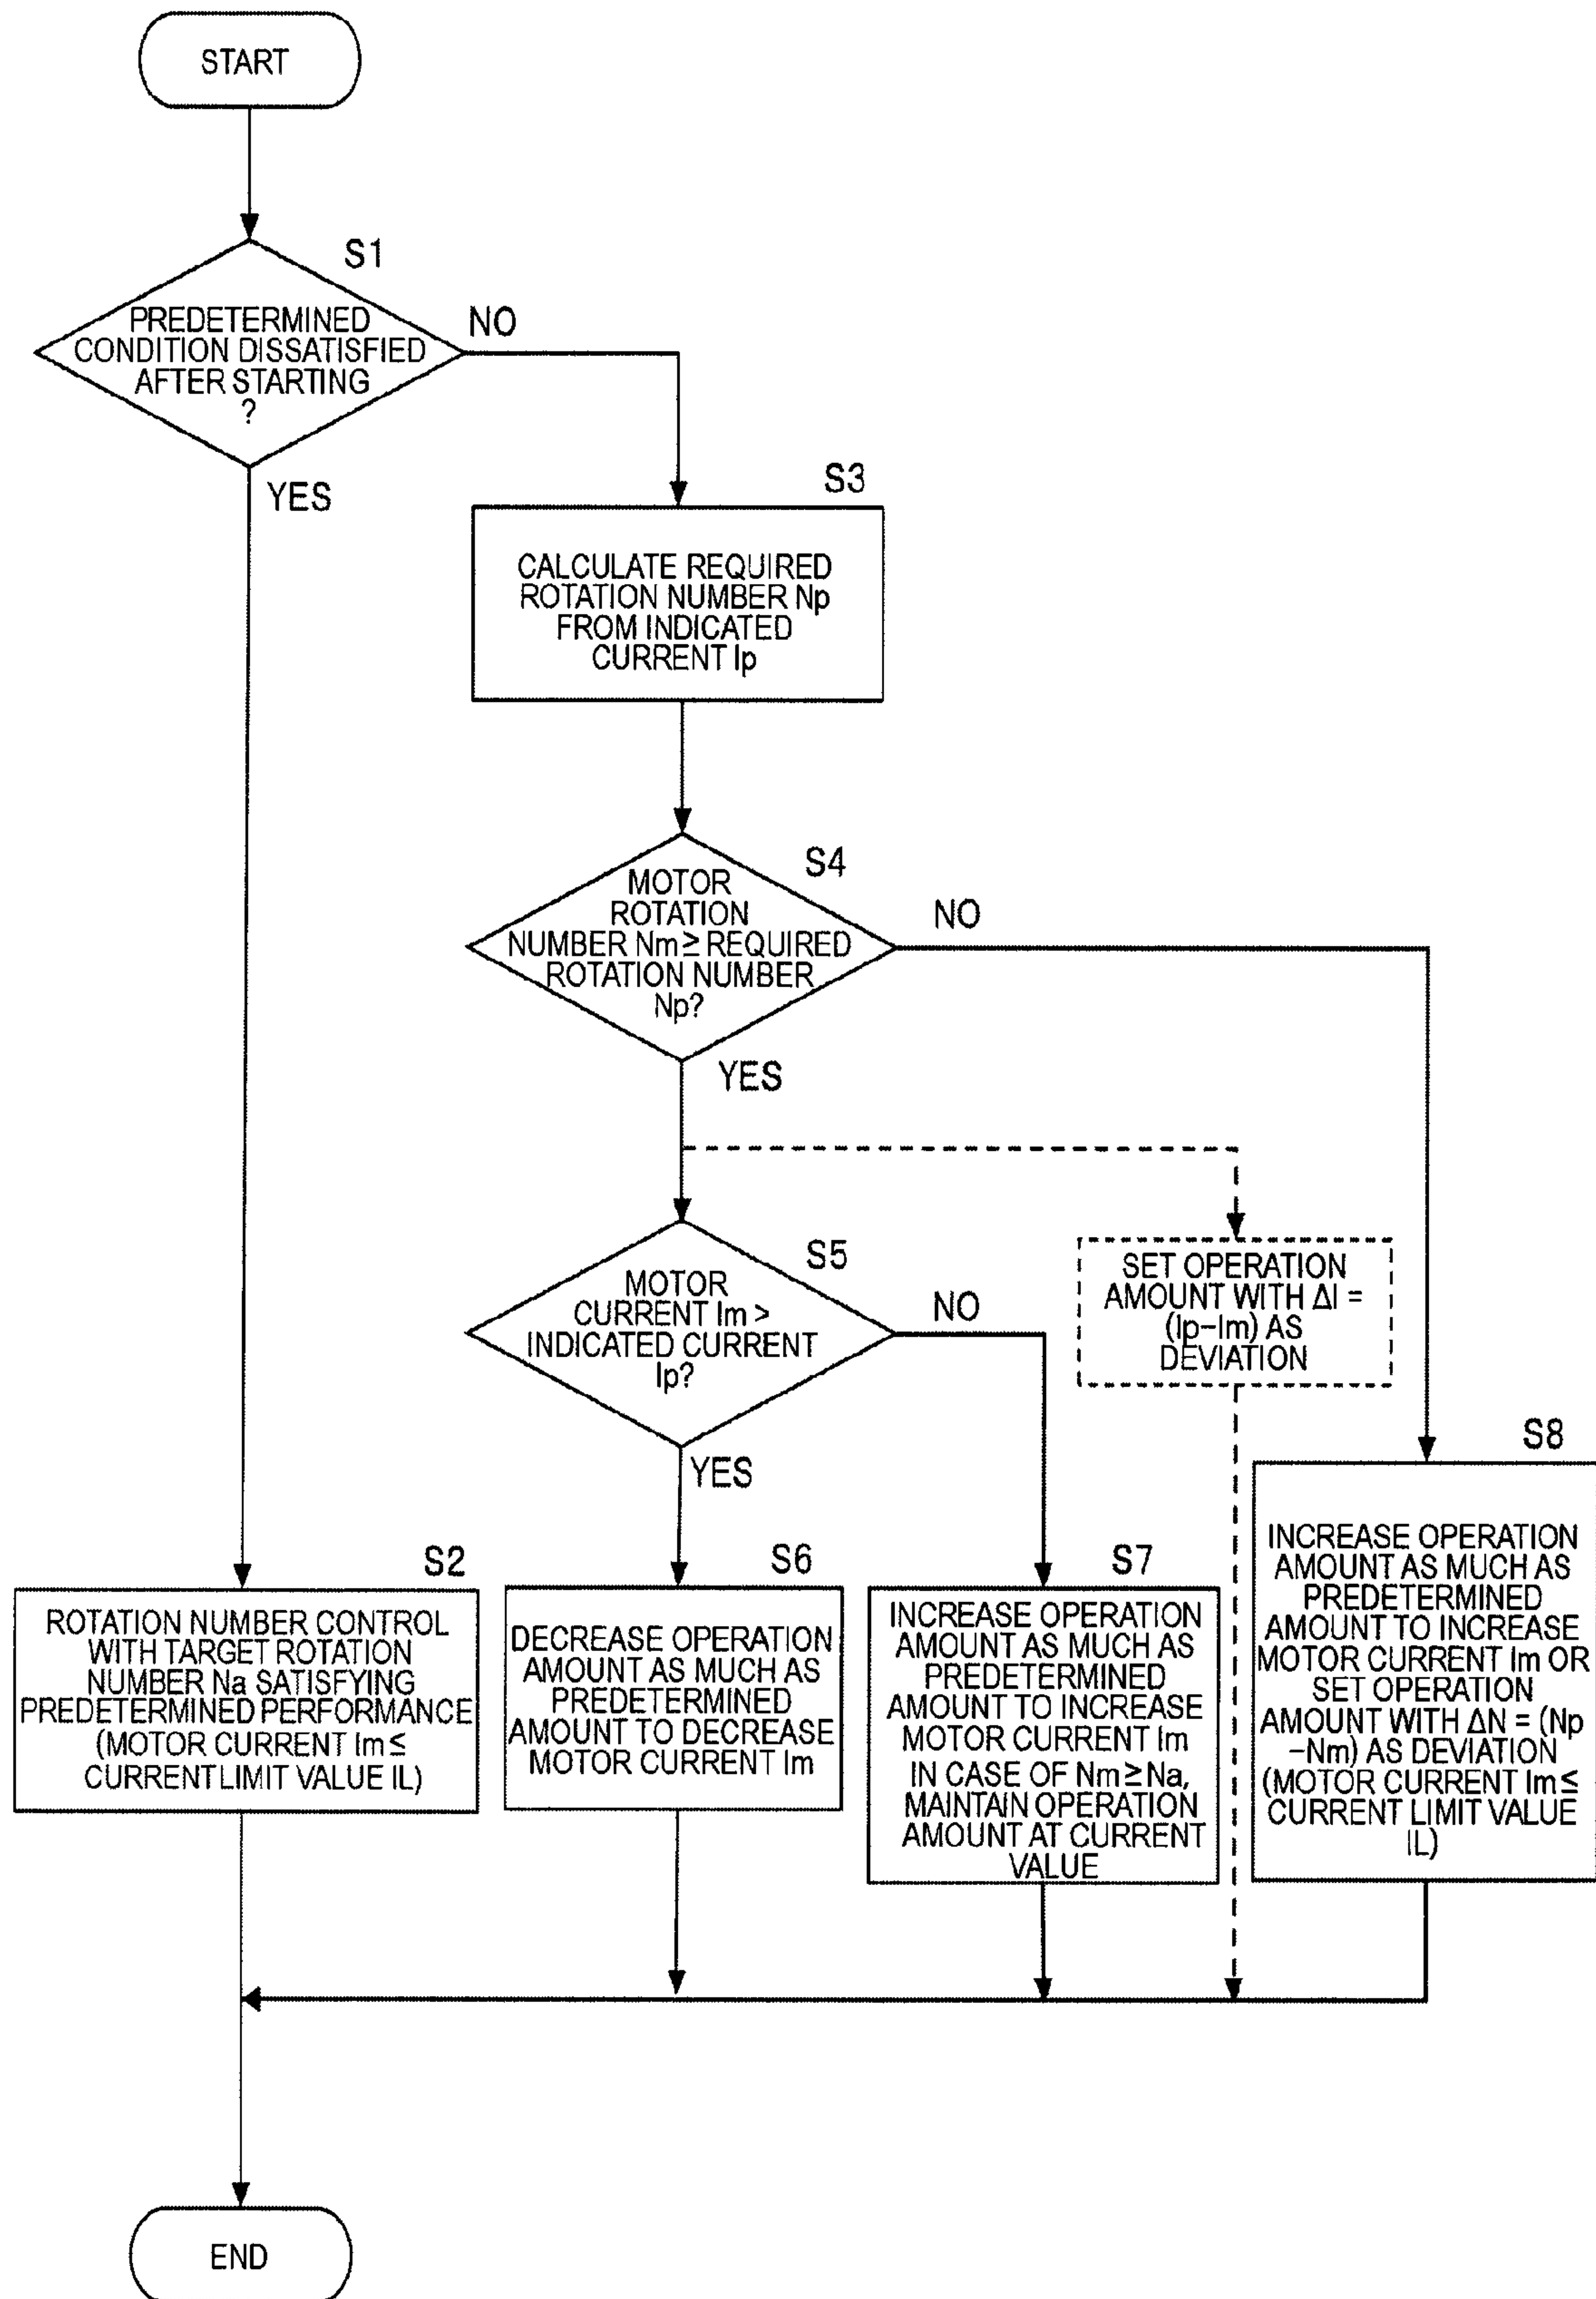 START
S1
PREDETERMINED
CONDITION DISSATISFIED
AFTER STARTING
?
NO
YES
S3
CALCULATE REQUIRED
ROTATION NUMBER Np
FROM INDICATED
CURRENT Ip
S4
MOTOR
ROTATION
NUMBER Nm ≥ REQUIRED
ROTATION NUMBER
Np?
NO
YES
S5
MOTOR
CURRENT Im >
INDICATED CURRENT
Ip?
NO
YES
SET OPERATION
AMOUNT WITH ΔI =
(Ip-Im) AS
DEVIATION
S2
ROTATION NUMBER CONTROL
WITH TARGET ROTATION
NUMBER Na SATISFYING
PREDETERMINED PERFORMANCE
(MOTOR CURRENT Im ≤
CURRENT LIMIT VALUE IL)
S6
DECREASE OPERATION
AMOUNT AS MUCH AS
PREDETERMINED
AMOUNT TO DECREASE
MOTOR CURRENT Im
S7
INCREASE OPERATION
AMOUNT AS MUCH AS
PREDETERMINED
AMOUNT TO INCREASE
MOTOR CURRENT Im
IN CASE OF Nm ≥ Na,
MAINTAIN OPERATION
AMOUNT AT CURRENT
VALUE
S8
INCREASE OPERATION
AMOUNT AS MUCH AS
PREDETERMINED
AMOUNT TO INCREASE
MOTOR CURRENT Im OR
SET OPERATION
AMOUNT WITH ΔN = (Np
-Nm) AS DEVIATION
(MOTOR CURRENT Im ≤
CURRENT LIMIT VALUE
IL)
END